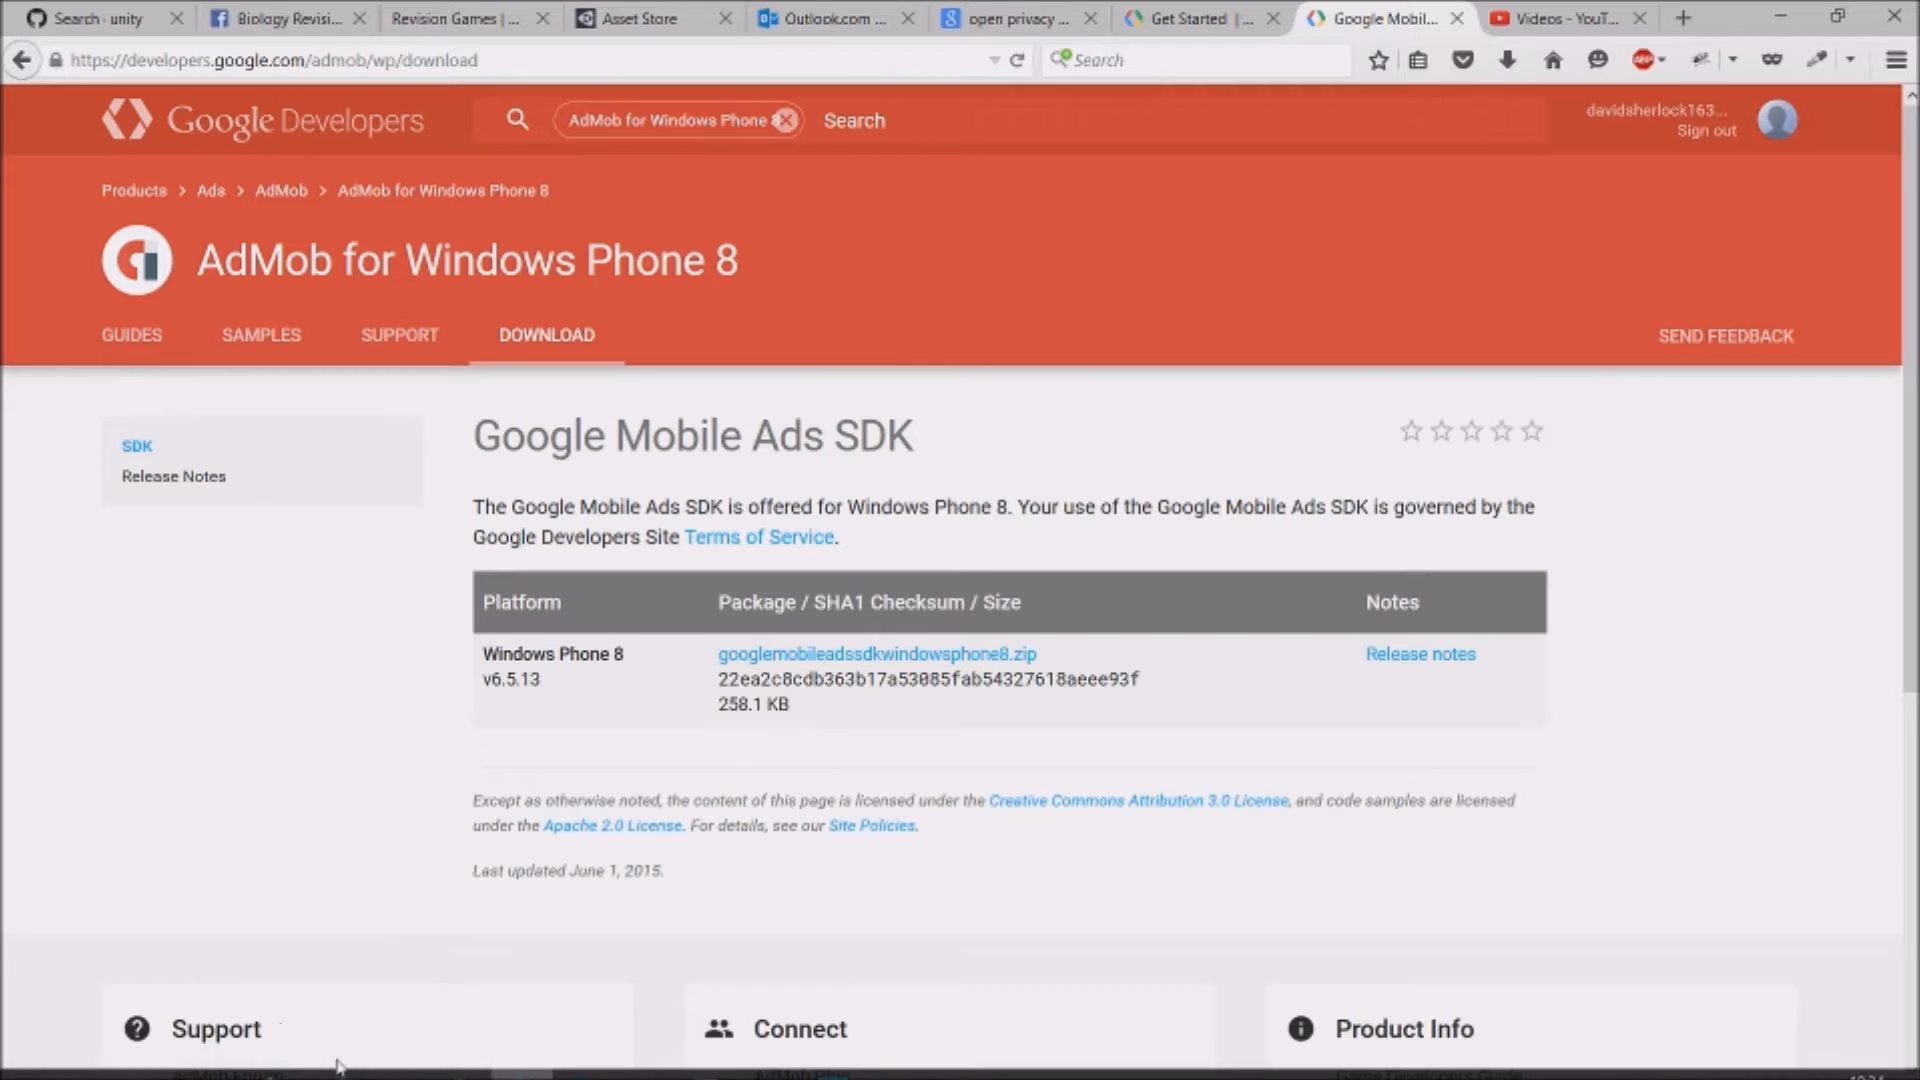 Search · unity
Biology Revisi...
Revision Games | ...
Asset Store
Outlook.com ...
open privacy ...
Get Started | ...
Google Mobil...
Videos - YouT...
https://developers.google.com/admob/wp/download
Search
Google Developers
AdMob for Windows Phone
Search
davidsherlock163...
Sign out
Products > Ads > AdMob > AdMob for Windows Phone 8
AdMob for Windows Phone 8
GUIDES
SAMPLES
SUPPORT
DOWNLOAD
SEND FEEDBACK
SDK
Release Notes
Google Mobile Ads SDK
The Google Mobile Ads SDK is offered for Windows Phone 8. Your use of the Google Mobile Ads SDK is governed by the
Google Developers Site Terms of Service.
Platform
Package / SHA1 Checksum / Size
Notes
Windows Phone 8
v6.5.13
googlemobileadssdkwindowsphone8.zip
22ea2c8cdb363b17a53085fab54327618aeee93f
258.1 KB
Release notes
Except as otherwise noted, the content of this page is licensed under the Creative Commons Attribution 3.0 License, and code samples are licensed
under the Apache 2.0 License. For details, see our Site Policies.
Last updated June 1, 2015.
Support
Connect
Product Info